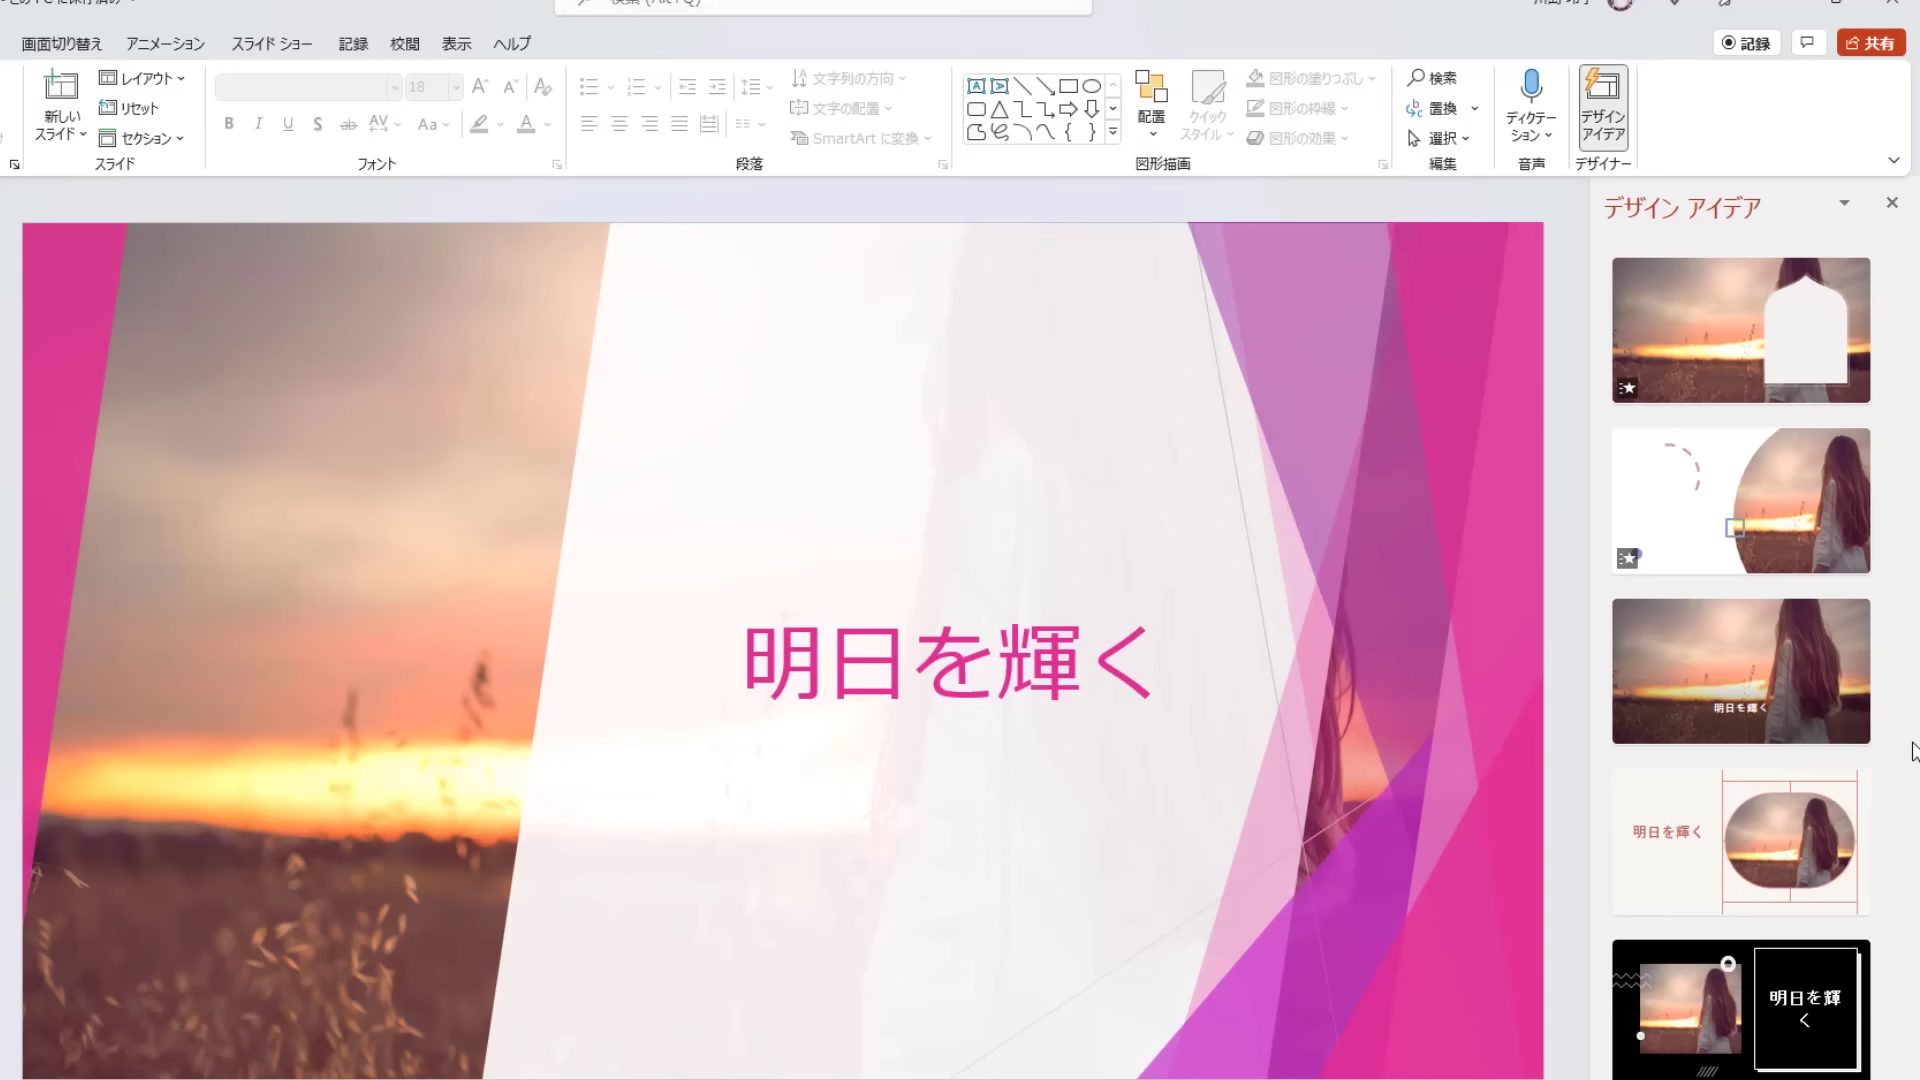 画面切り替え アニメーション スライド ショー 記録 校閲 表示 ヘルプ
記録 共有
新しい
スライド
レイアウト
リセット
セクション
スライド
18
フォント
文字列の方向
文字の配置
SmartArt に変換
段落
配置
クイック
スタイル
図形の塗りつぶし
図形の枠線
図形の効果
図形描画
検索
置換
選択
編集
ディクテー
ション
音声
デザイン
アイデア
デザイナー
デザイン アイデア
明日を輝く
明日を輝く
明日を輝く
明日を輝
く